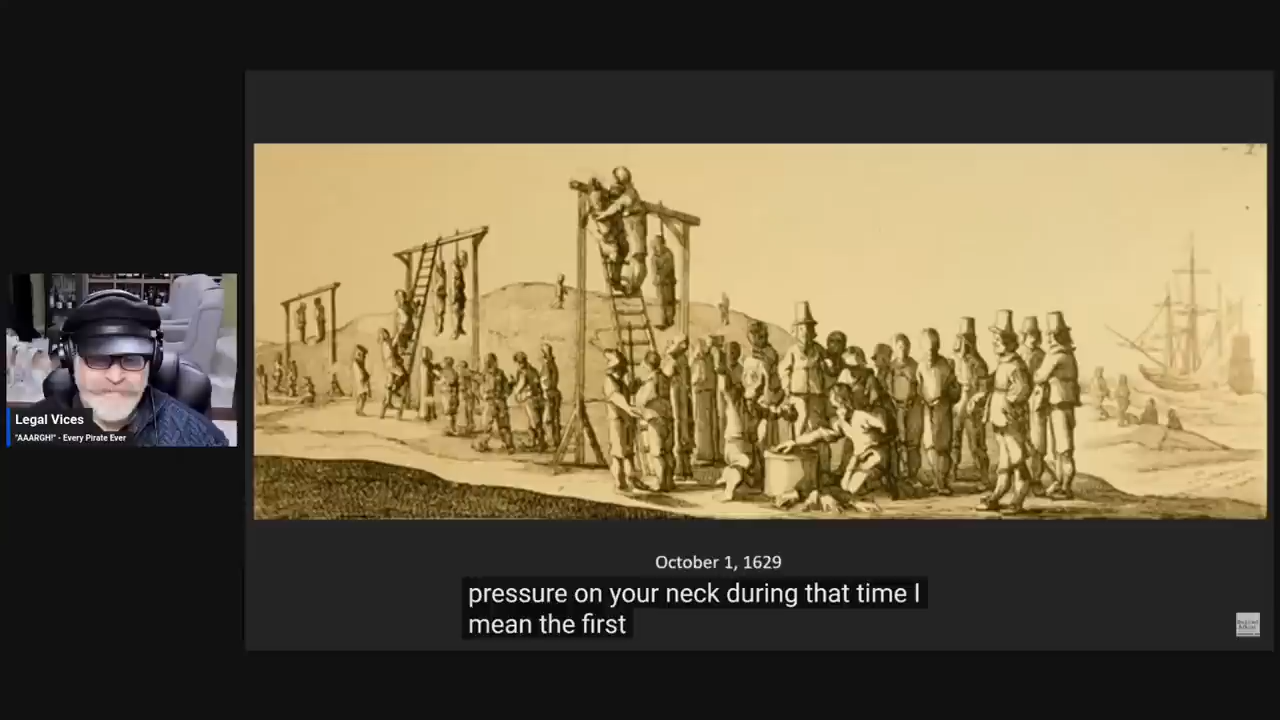 Legal Vices
"AAARGH!" - Every Pirate Ever
October 1, 1629
pressure on your neck during that time I
mean the first